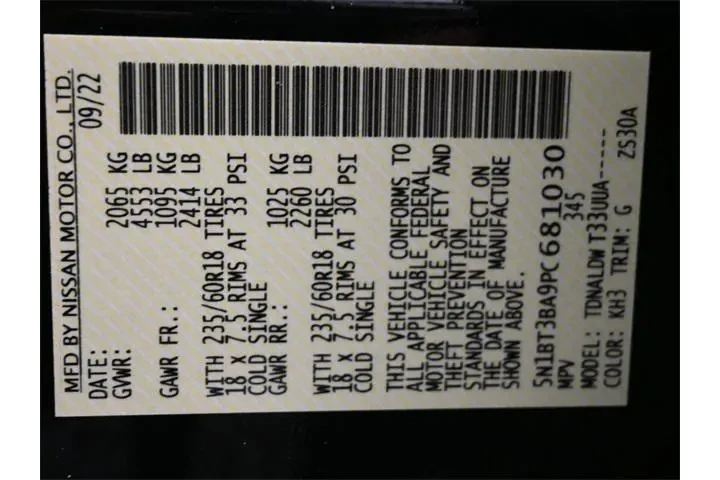 MFD BY NISSAN MOTOR CO., LTD.
DATE: 09/22
GVWR: 2065 KG
4553 LB
GAWR FR.: 1095 KG
2414 LB
WITH 235/60R18 TIRES
18 X 7.5 RIMS AT 33 PSI
COLD SINGLE
GAWR RR.: 1025 KG
2260 LB
WITH 235/60R18 TIRES
18 X 7.5 RIMS AT 30 PSI
COLD SINGLE
THIS VEHICLE CONFORMS TO
ALL APPLICABLE FEDERAL
MOTOR VEHICLE SAFETY AND
THEFT PREVENTION
STANDARDS IN EFFECT ON
THE DATE OF MANUFACTURE
SHOWN ABOVE.
5N1BT3BA9PC681030
MPV 345
MODEL: TDNALDWT33UUA-----
COLOR: KH3 TRIM: G ZS30A